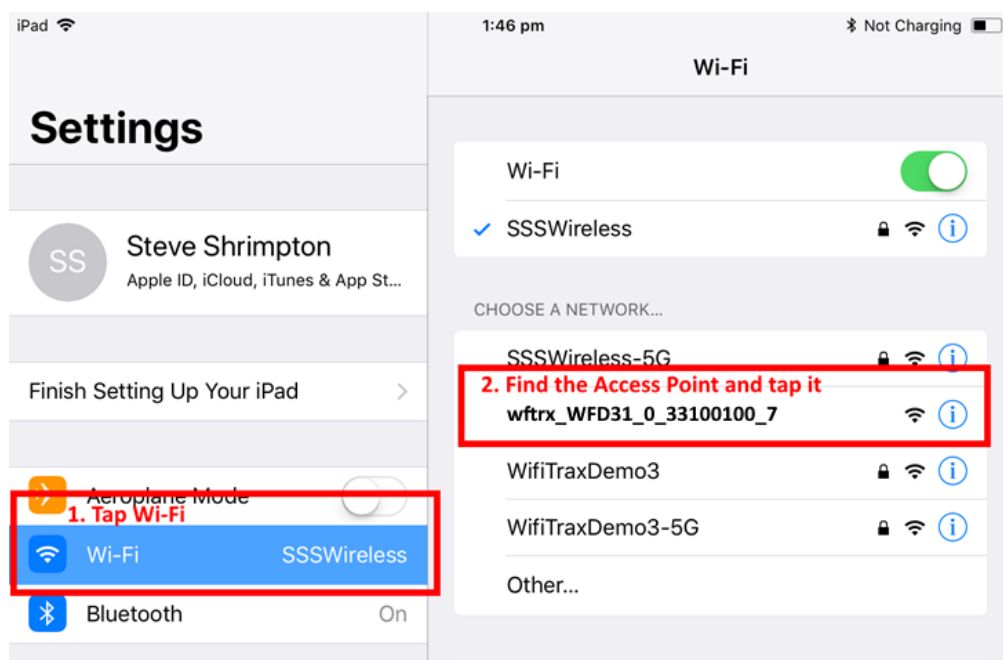 iPad
1:46 pm
Not Charging
Settings
Wi-Fi
SS
Steve Shrimpton
Apple ID, iCloud, iTunes & App St...
Finish Setting Up Your iPad
Aeroplane Mode
1. Tap Wi-Fi
Wi-Fi SSSWireless
Bluetooth On
Wi-Fi
SSSWireless
CHOOSE A NETWORK...
SSSWireless-5G
2. Find the Access Point and tap it
wftrx_WFD31_0_33100100_7
WifiTraxDemo3
WifiTraxDemo3-5G
Other...